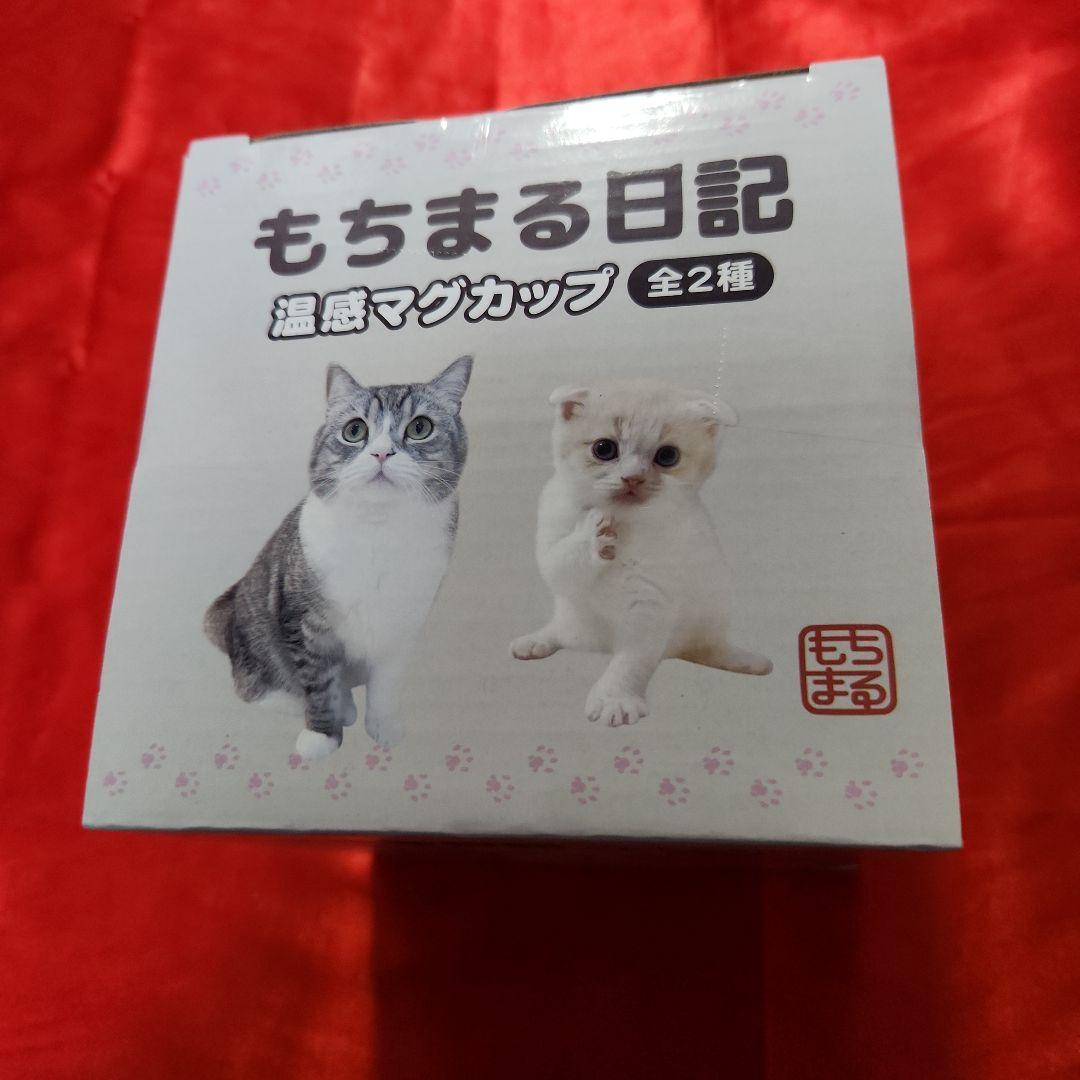 もちまる日記
温感マグカップ 全2種
もち
まる